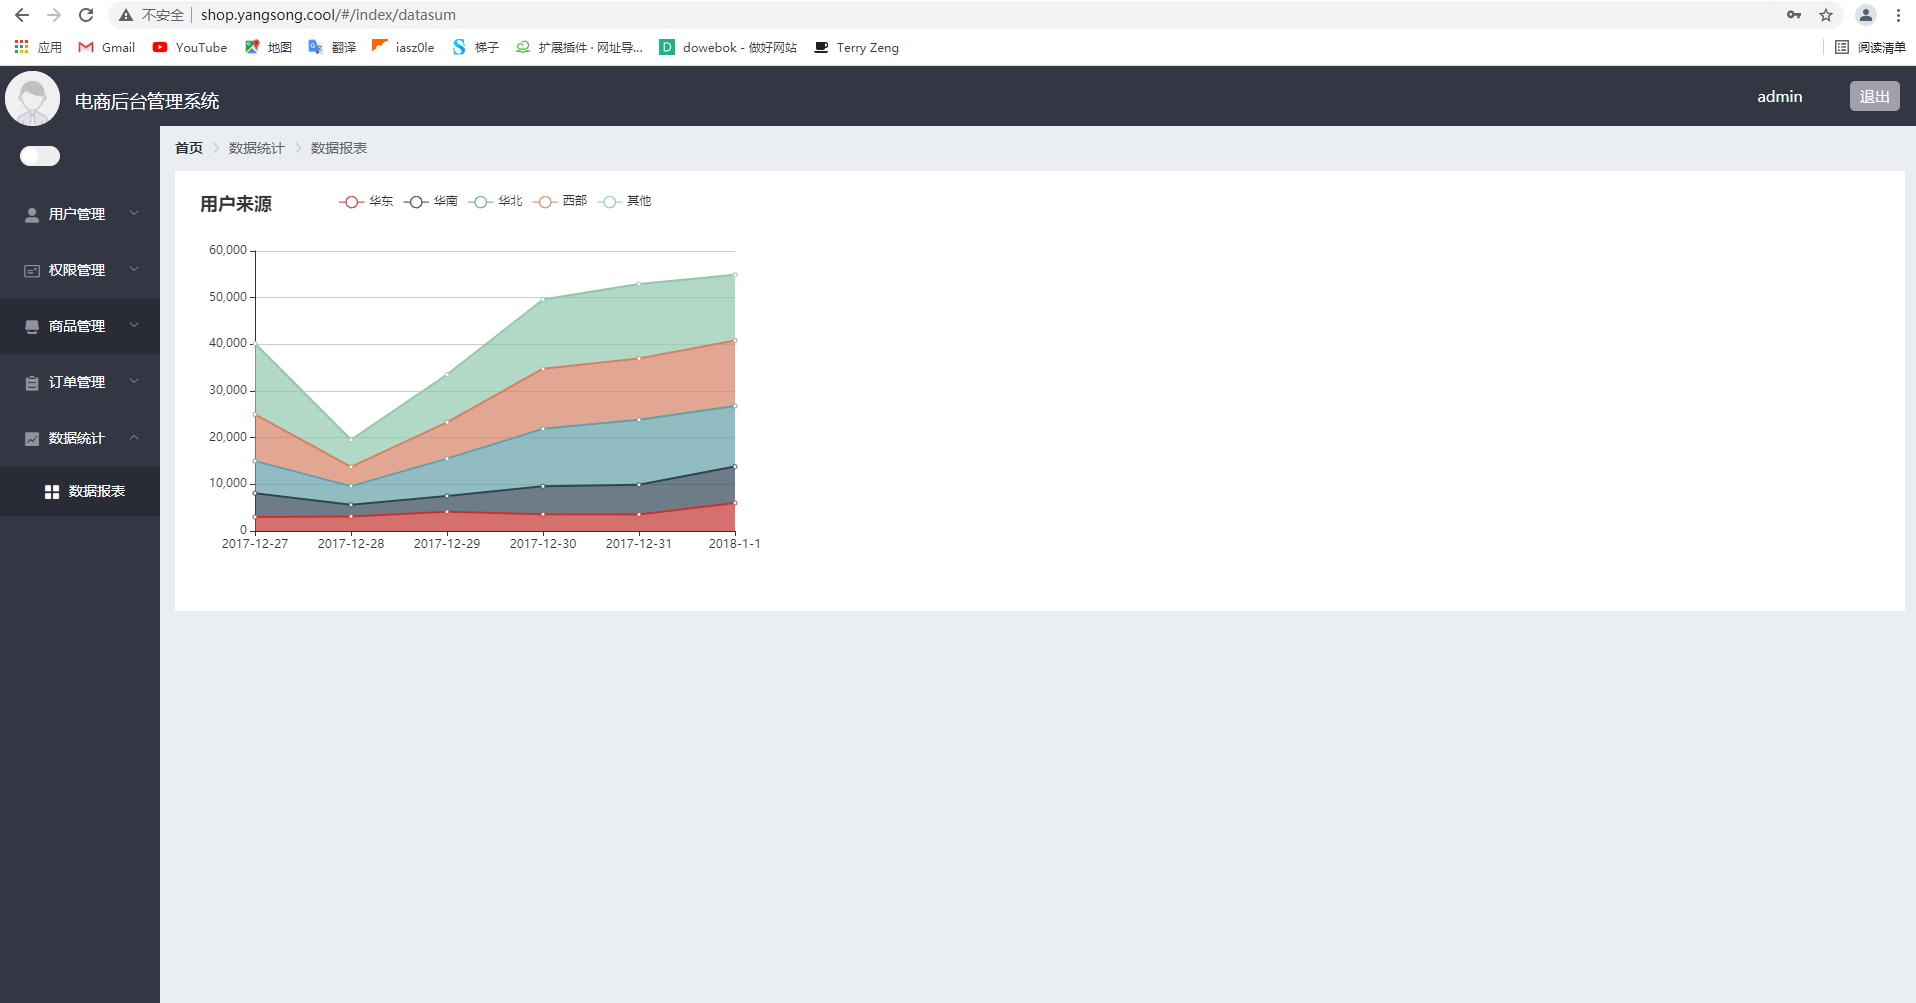 不安全 shop.yangsong.cool/#/index/datasum
应用 Gmail YouTube 地图 翻译 iasz0le 梯子 扩展插件 · 网址导... dowebok - 做好网站 Terry Zeng 阅读清单
电商后台管理系统 admin 退出
首页 数据统计 数据报表
用户管理
权限管理
商品管理
订单管理
数据统计
数据报表
用户来源 华东 华南 华北 西部 其他
60,000
50,000
40,000
30,000
20,000
10,000
0
2017-12-27 2017-12-28 2017-12-29 2017-12-30 2017-12-31 2018-1-1